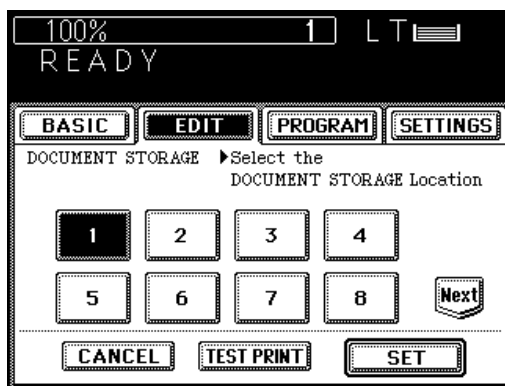 100% 1 LT
READY
BASIC EDIT PROGRAM SETTINGS
DOCUMENT STORAGE ▶Select the
DOCUMENT STORAGE Location
1 2 3 4
5 6 7 8 Next
CANCEL TEST PRINT SET